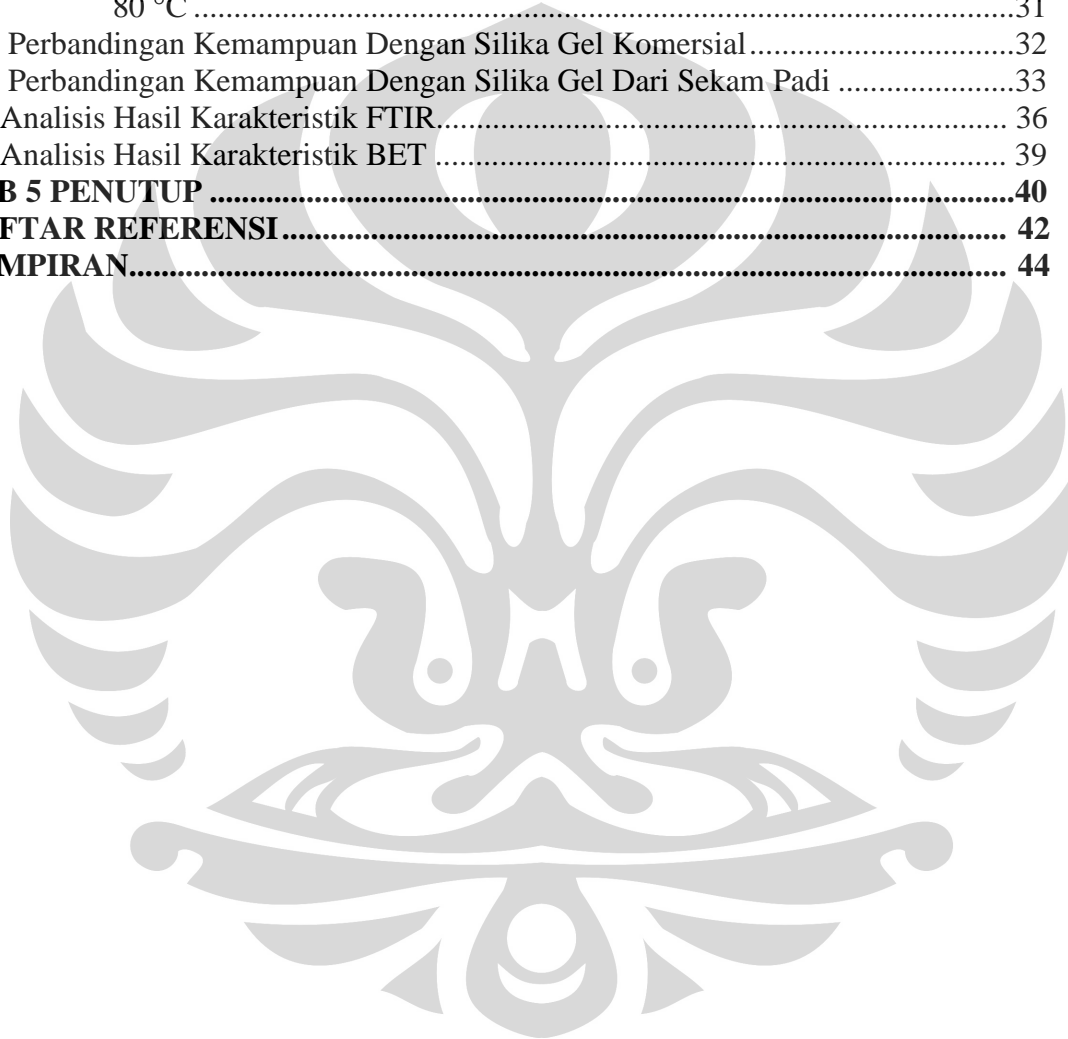 80 °C ..................................................................................................31
Perbandingan Kemampuan Dengan Silika Gel Komersial................................32
Perbandingan Kemampuan Dengan Silika Gel Dari Sekam Padi .....................33
Analisis Hasil Karakteristik FTIR..................................................................... 36
Analisis Hasil Karakteristik BET ..................................................................... 39
B 5 PENUTUP .................................................................................................40
FTAR REFERENSI........................................................................................ 42
MPIRAN.......................................................................................................... 44